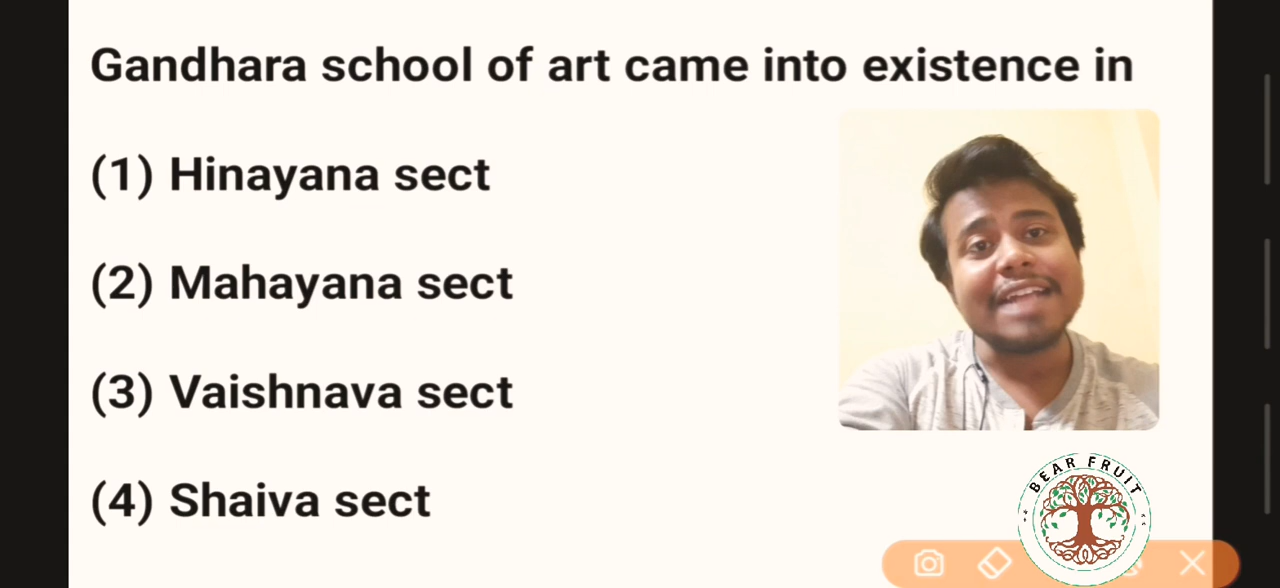 Gandhara school of art came into existence in
(1) Hinayana sect
(2) Mahayana sect
(3) Vaishnava sect
(4) Shaiva sect
BEAR FRUIT